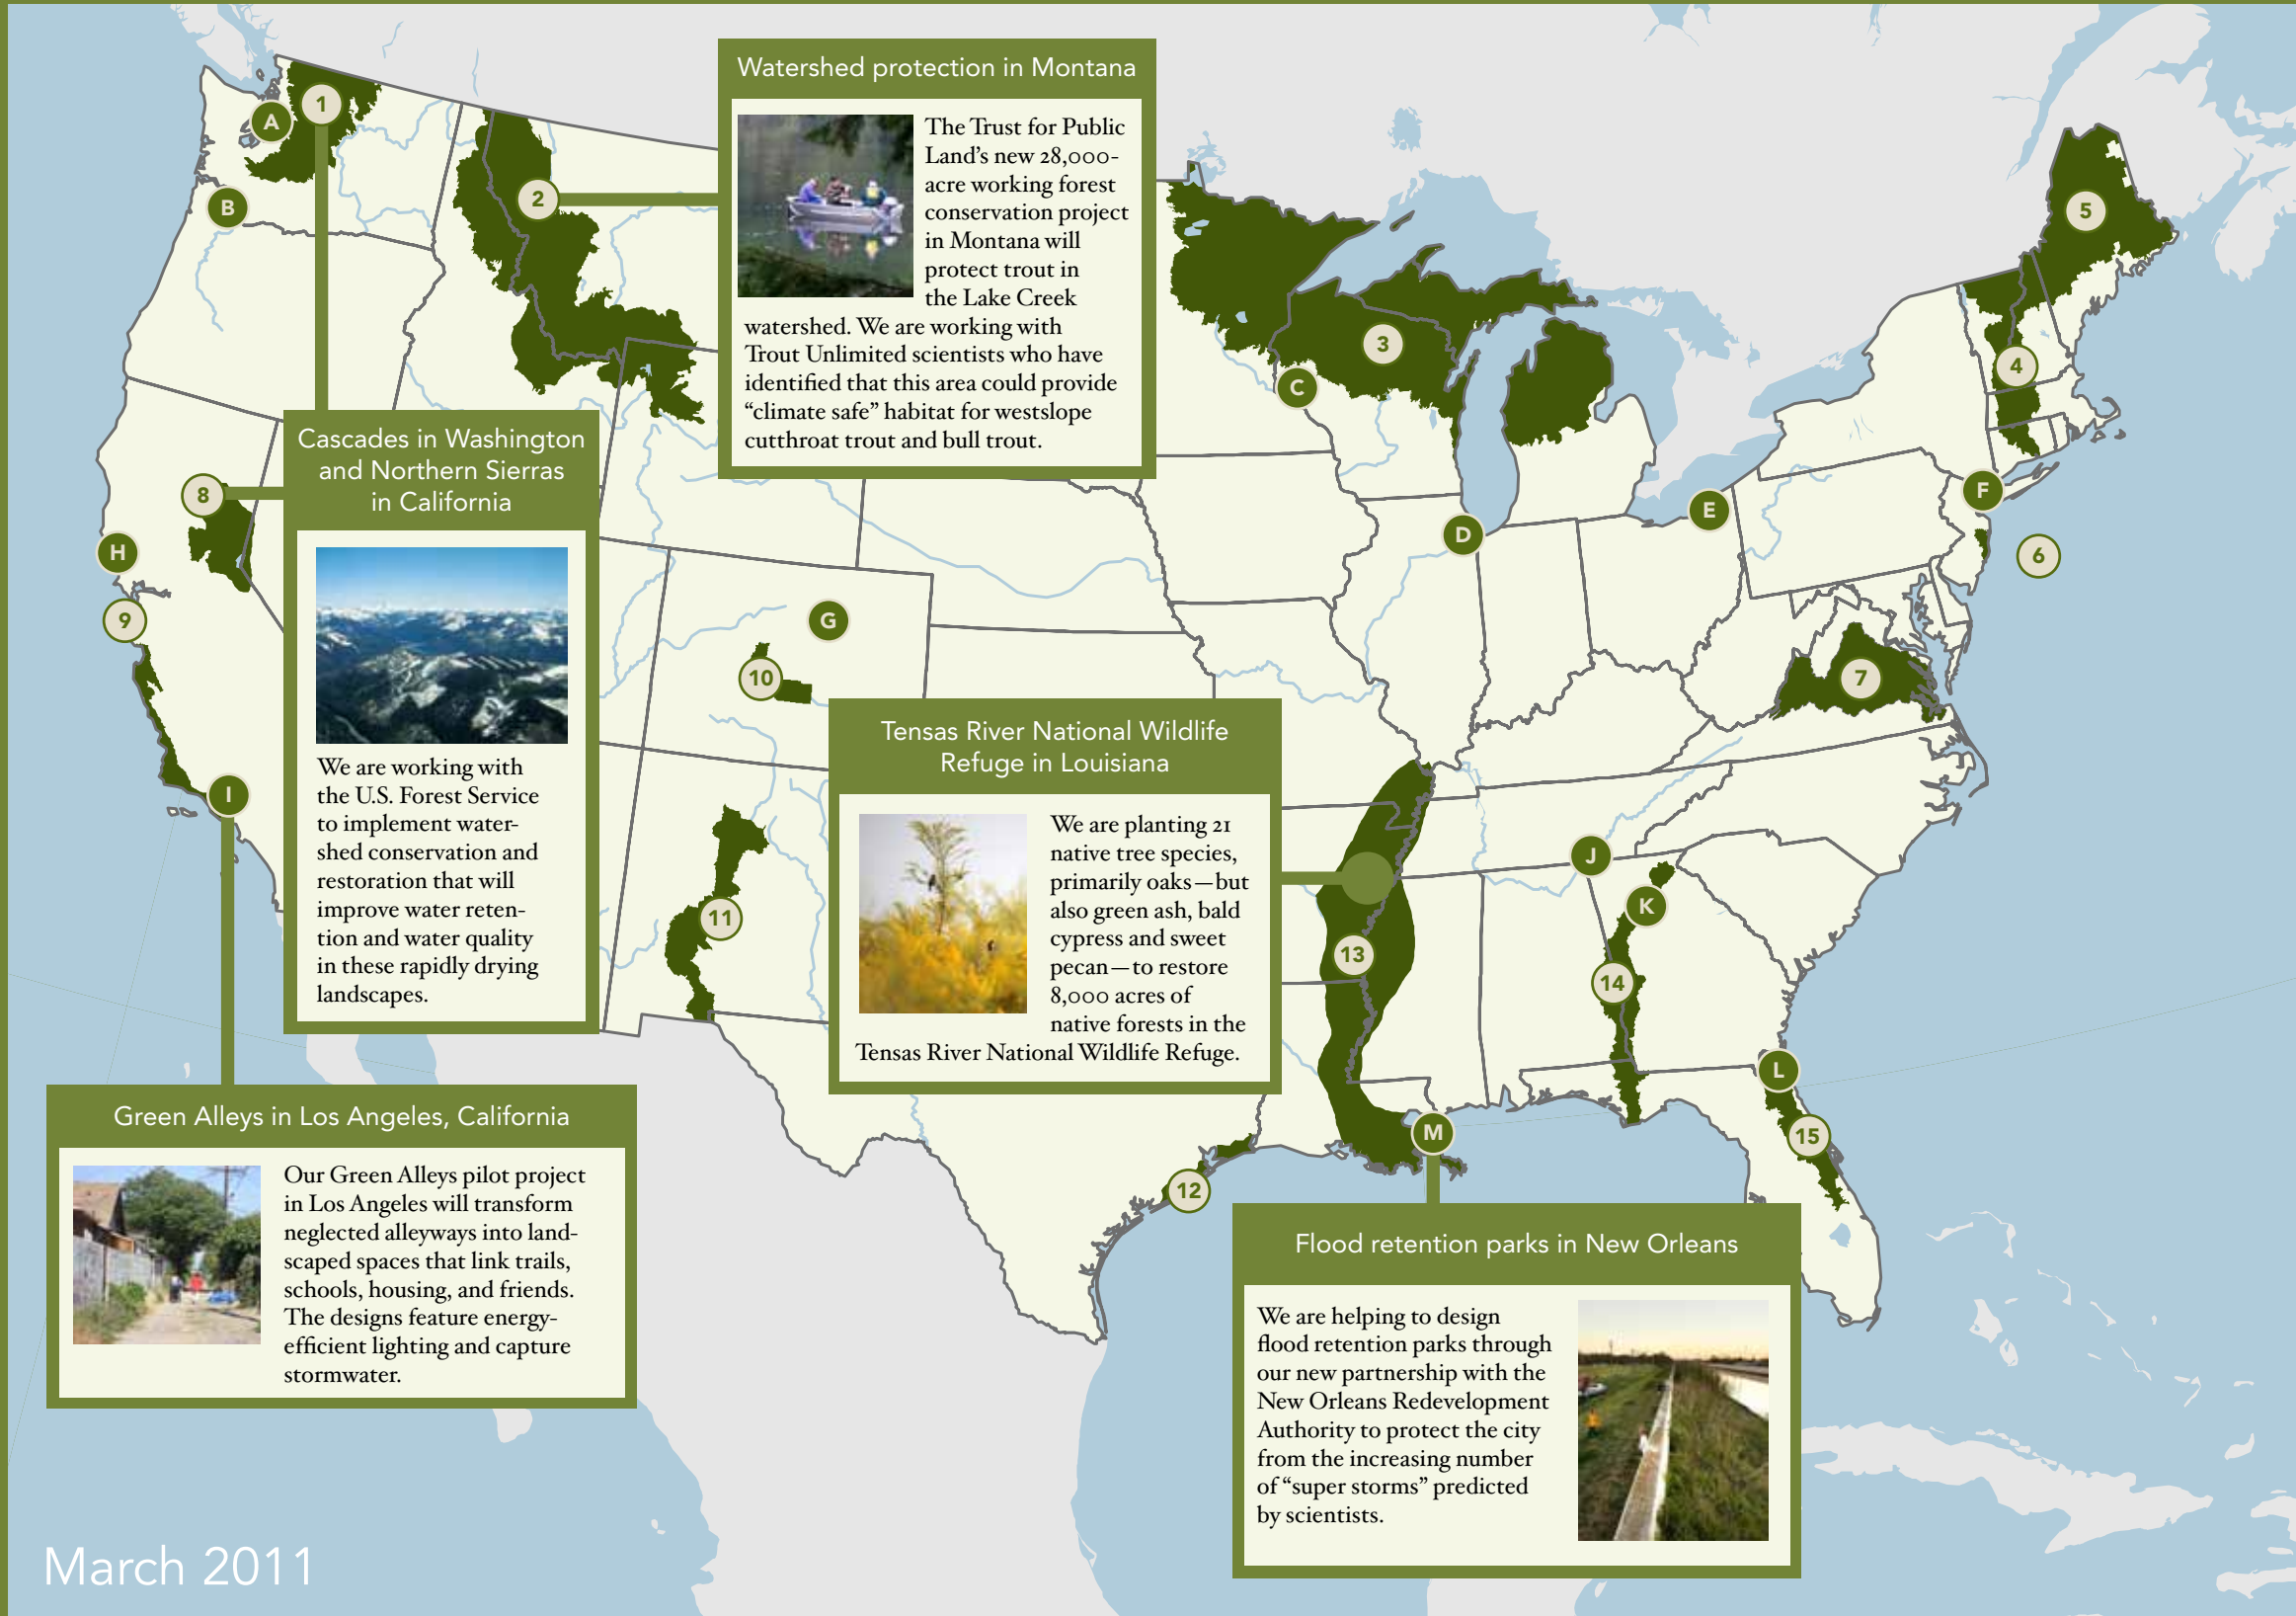 Watershed protection in Montana
The Trust for Public
Land's new 28,000-
acre working forest
conservation project
in Montana will
protect trout in
the Lake Creek
watershed. We are working with
Trout Unlimited scientists who have
identified that this area could provide
“climate safe” habitat for westslope
cutthroat trout and bull trout.
1
A
2
B
5
3
4
C
Cascades in Washington
and Northern Sierras
in California
We are working with
the U.S. Forest Service
to implement water-
shed conservation and
restoration that will
improve water reten-
tion and water quality
in these rapidly drying
landscapes.
8
F
E
D
H
6
9
G
10
7
Tensas River National Wildlife
Refuge in Louisiana
We are planting 21
native tree species,
primarily oaks—but
also green ash, bald
cypress and sweet
pecan—to restore
8,000 acres of
native forests in the
Tensas River National Wildlife Refuge.
I
J
K
11
13
14
L
M
15
12
Green Alleys in Los Angeles, California
Our Green Alleys pilot project
in Los Angeles will transform
neglected alleyways into land-
scaped spaces that link trails,
schools, housing, and friends.
The designs feature energy-
efficient lighting and capture
stormwater.
Flood retention parks in New Orleans
We are helping to design
flood retention parks through
our new partnership with the
New Orleans Redevelopment
Authority to protect the city
from the increasing number
of “super storms” predicted
by scientists.
March 2011